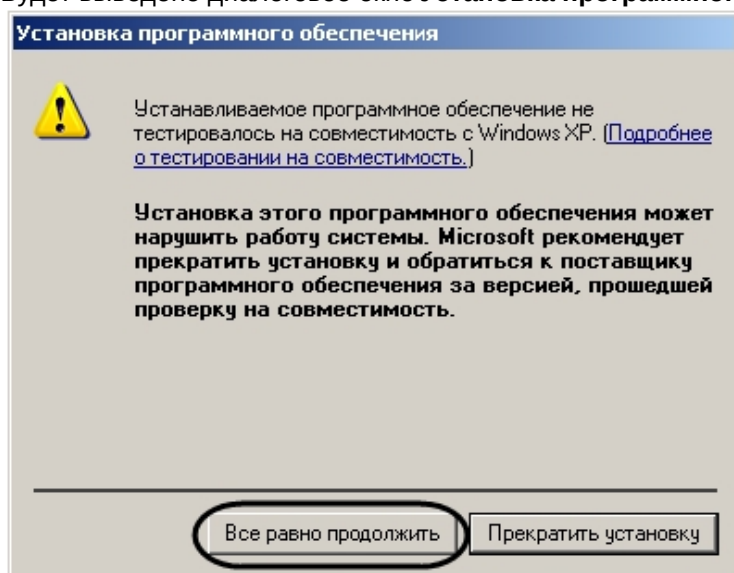 Установка программного обеспечения
Устанавливаемое программное обеспечение не
тестировалось на совместимость с Windows XP. (Подробнее
о тестировании на совместимость.)
Установка этого программного обеспечения может
нарушить работу системы. Microsoft рекомендует
прекратить установку и обратиться к поставщику
программного обеспечения за версией, прошедшей
проверку на совместимость.
Все равно продолжить Прекратить установку